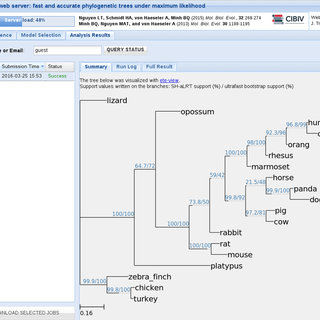 web server: fast and accurate phylogenetic trees under maximum likelihood
Server load: 48%
Nguyen LT, Schmidt HA, von Haeseler A, Minh BQ (2015) Mol. Biol. Evol., 32:268-274
Minh BQ, Nguyen MAT, and von Haeseler A (2013) Mol. Biol. Evol., 30:1188-1195
CIBIV
Model Selection
Analysis Results
or Email:
guest
QUERY STATUS
Submission Time
Status
2016-03-25 15:53
Success
Summary
Run Log
Full Result
The tree below was visualized with ete-view.
Support values written on the branches: SH-aLRT support (%) / ultrafast bootstrap support (%)
lizard
opossum
96.8/99
92.3/96
orang
98/100
rhesus
100/100
marmoset
64.7/72
59/42
21.5/48
horse
99.9/100
panda
99.8/92
73.8/50
97.2/81
pig
cow
100/100
rabbit
100/100
100/100
rat
mouse
platypus
zebra_finch
99.9/100
99.8/100
chicken
turkey
0.16
DOWNLOAD SELECTED JOBS